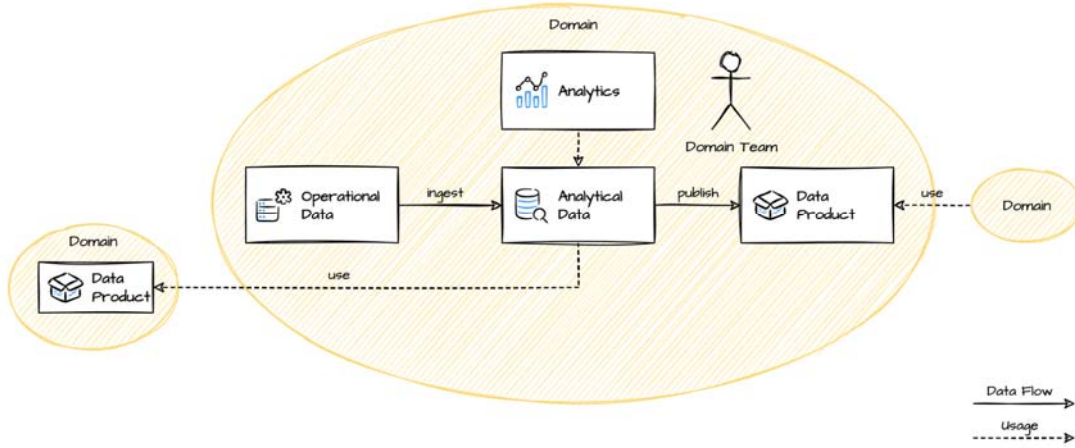 Domain
Analytics
Domain Team
Operational
Data
ingest
Analytical
Data
publish
Data
Product
use
Domain
Domain
Data
Product
use
Data Flow
Usage